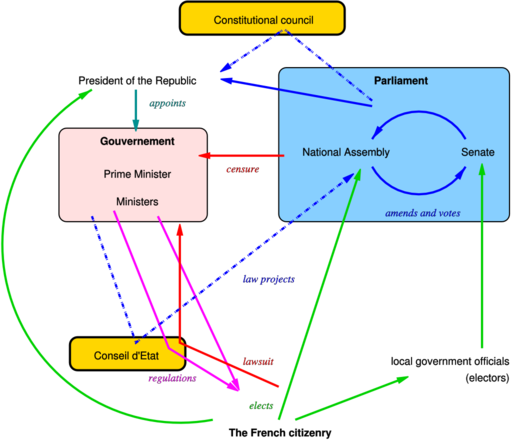 Constitutional council
President of the Republic
Parliament
appoints
Gouvernement
Prime Minister
Ministers
censure
National Assembly
Senate
amends and votes
law projects
Conseil d'Etat
regulations
lawsuit
elects
local government officials
(electors)
The French citizenry